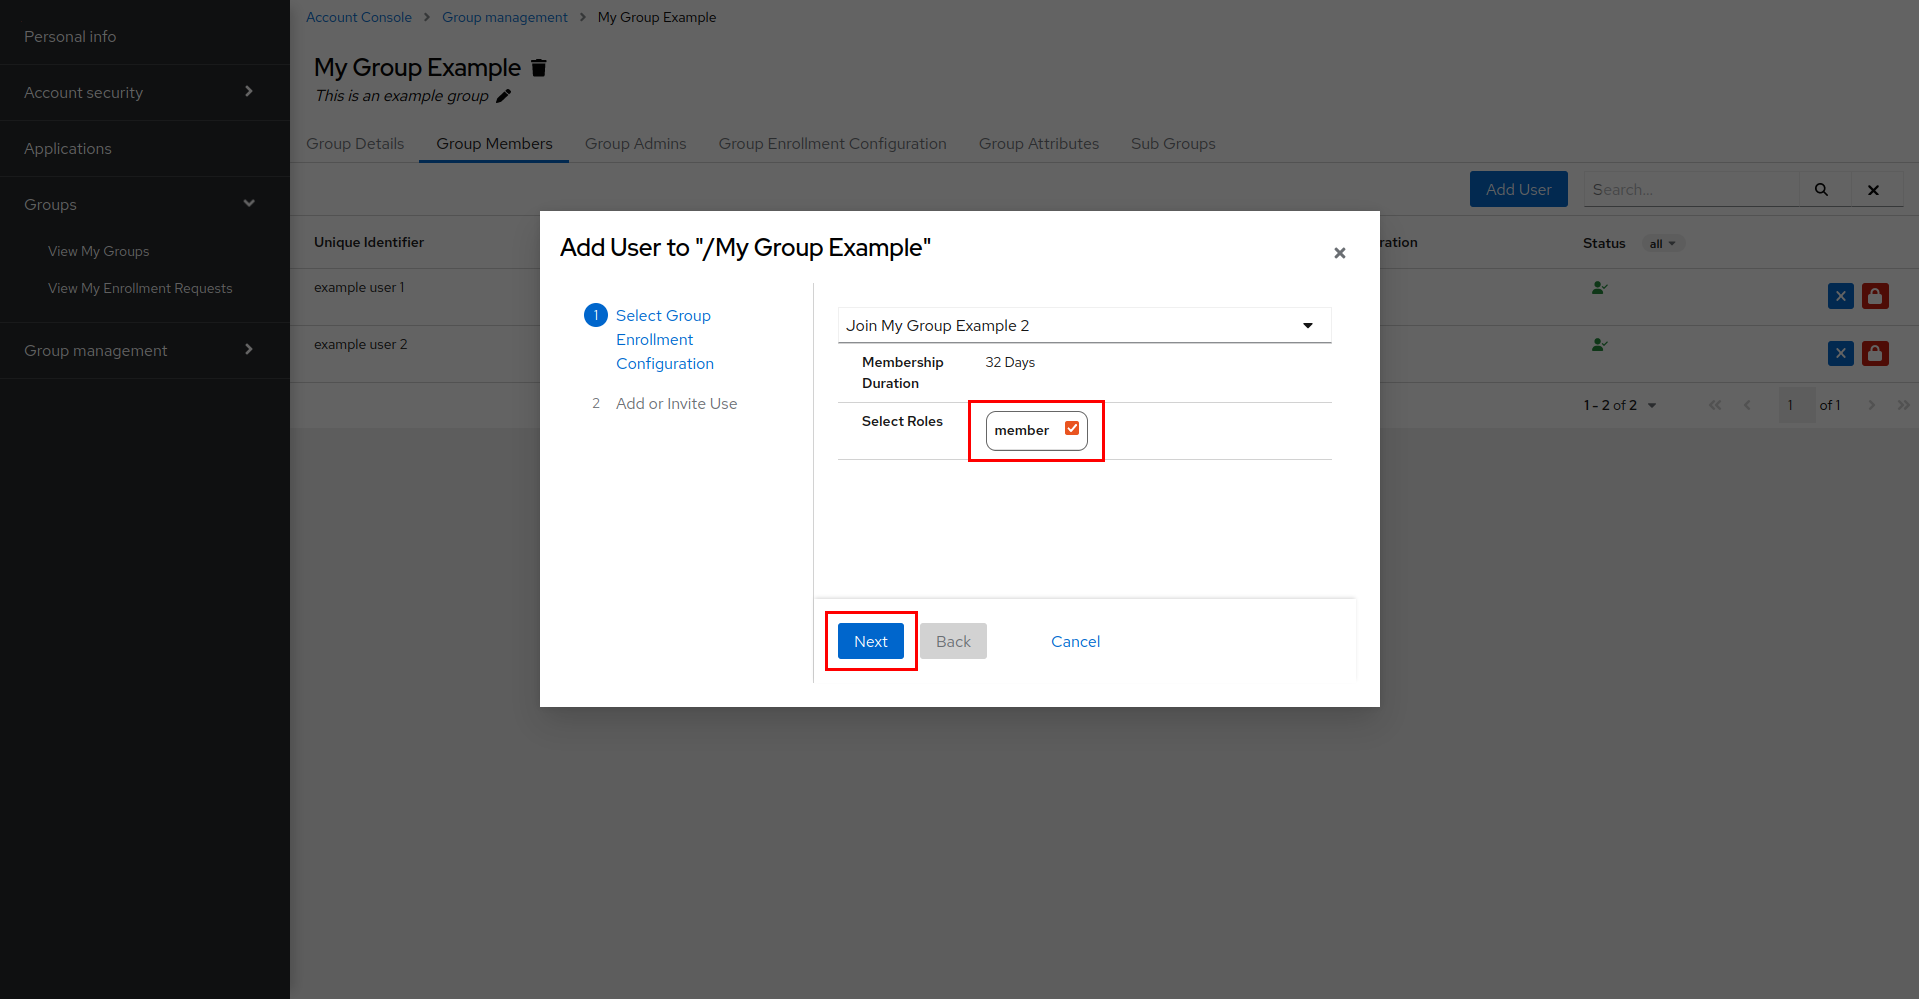 Personal info
Account security
Applications
Groups
View My Groups
View My Enrollment Requests
Group management
Account Console > Group management > My Group Example
My Group Example
This is an example group
Group Details Group Members Group Admins Group Enrollment Configuration Group Attributes Sub Groups
Add User Search...
Unique Identifier ration Status all
example user 1
example user 2
1 - 2 of 2 « < 1 of 1 > »
Add User to "/My Group Example" ×
1 Select Group
Enrollment
Configuration
2 Add or Invite Use
Join My Group Example 2
Membership 32 Days
Duration
Select Roles member
Next Back Cancel